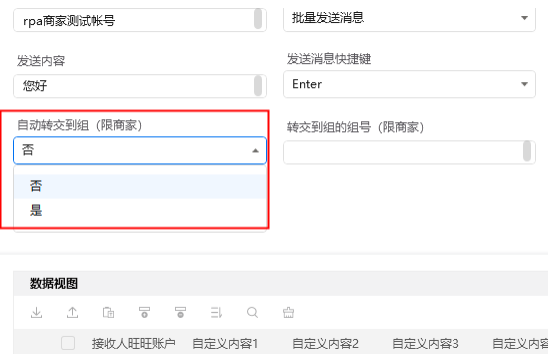 rpa商家测试帐号
批量发送消息
发送内容
发送消息快捷键
您好
Enter
自动转交到组（限商家）
转交到组的组号（限商家）
否
否
是
数据视图
接收人旺旺账户 自定义内容1 自定义内容2 自定义内容3 自定义内容